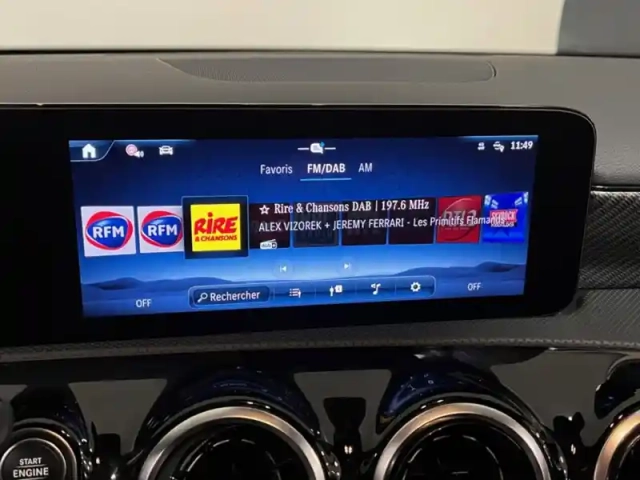 11:49
Favoris FM/DAB AM
RFM
RFM
RIRE
& CHANSONS
☆ Rire & Chansons DAB | 197.6 MHz
ALEX VIZOREK + JEREMY FERRARI - Les Primitifs Flamands
RTL2
OFF
Rechercher
OFF
START
ENGINE